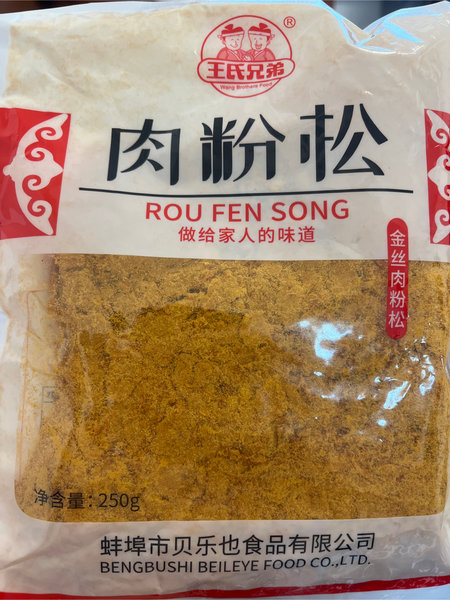 ®
王氏兄弟
Wang Brothers Food
肉粉松
ROU FEN SONG
做给家人的味道
金丝肉粉松
净含量:250g
蚌埠市贝乐也食品有限公司
BENGBUSHI BEILEYE FOOD CO.,LTD.